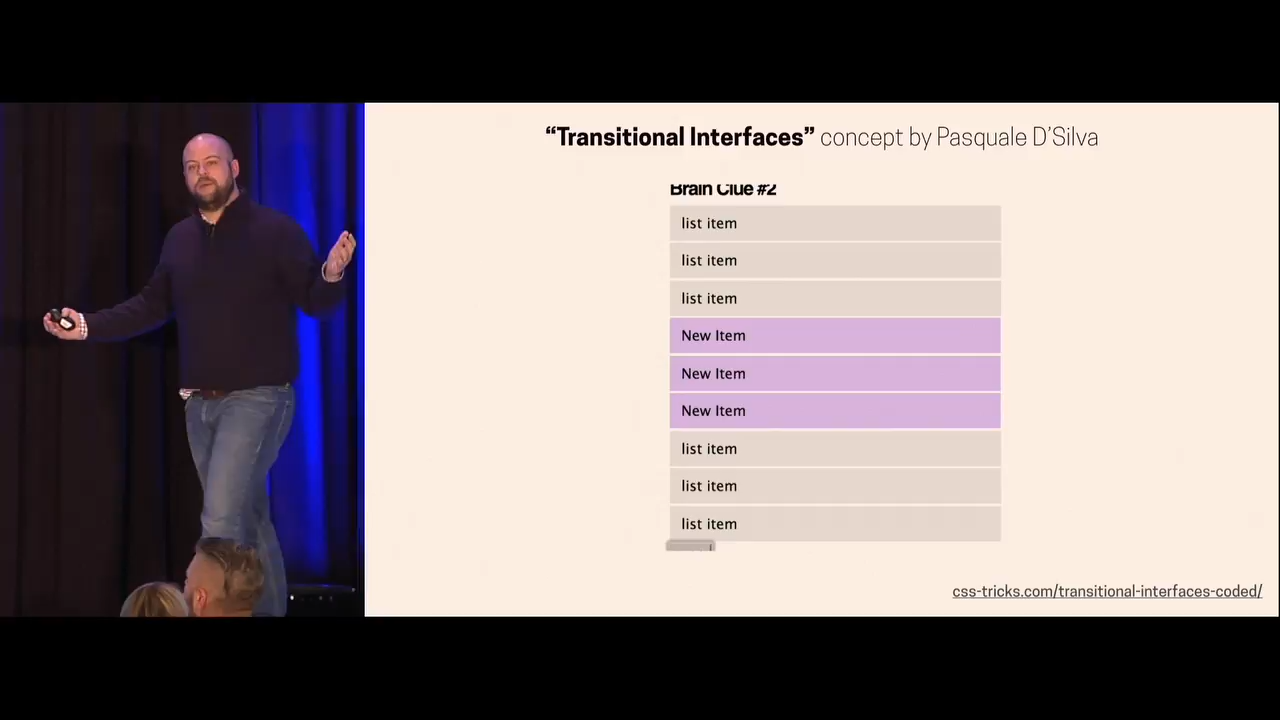 “Transitional Interfaces” concept by Pasquale D’Silva
Brain Clue #2
list item
list item
list item
New Item
New Item
New Item
list item
list item
list item
css-tricks.com/transitional-interfaces-coded/